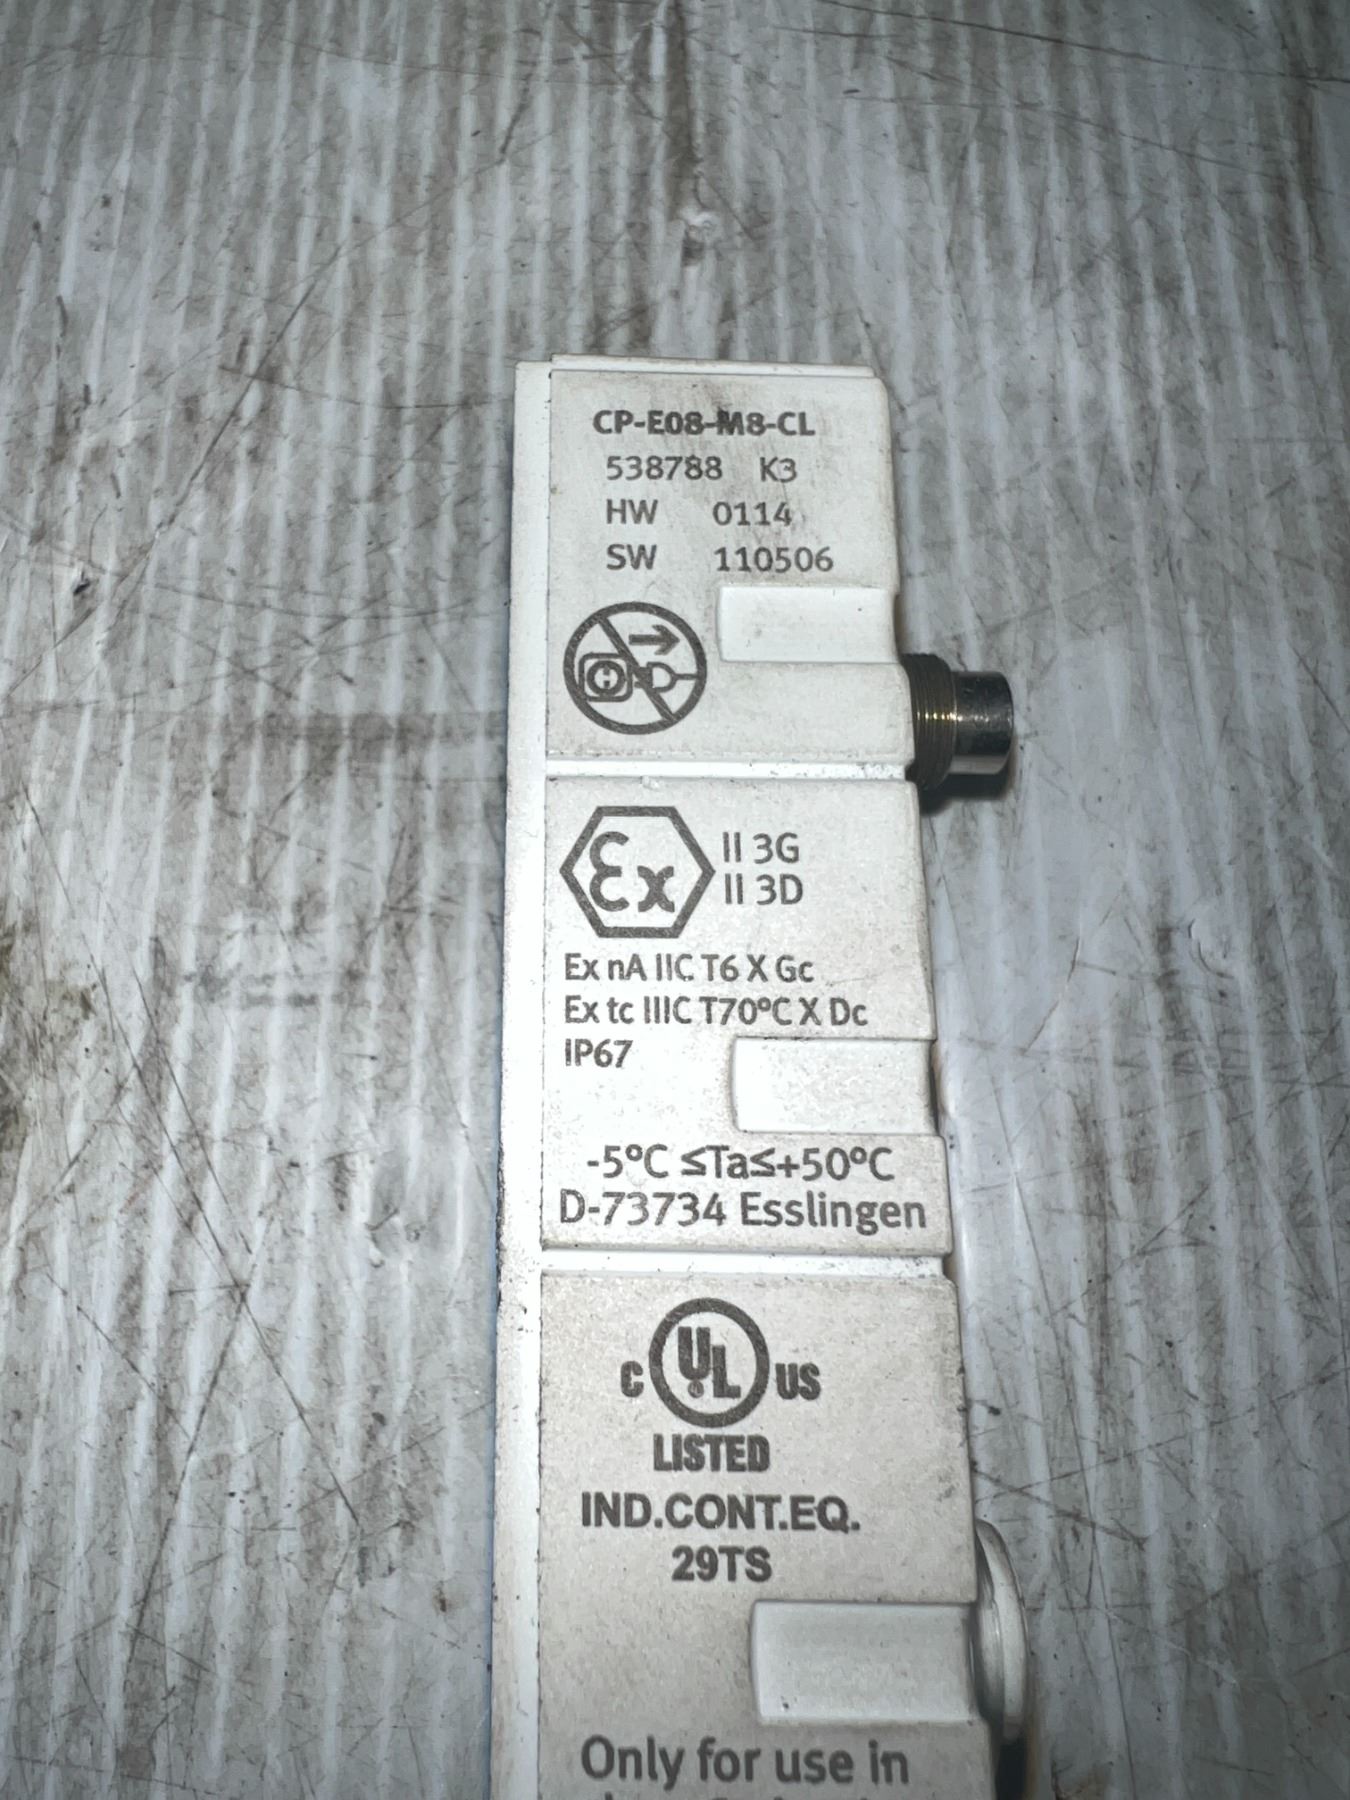 CP-E08-M8-CL
538788 K3
HW 0114
SW 110506
Ex II 3G
II 3D
Ex nA IIC T6 X Gc
Ex tc IIIC T70°C X Dc
IP67
-5°C ≤Ta≤+50°C
D-73734 Esslingen
C UL US
LISTED
IND.CONT.EQ.
29TS
Only for use in